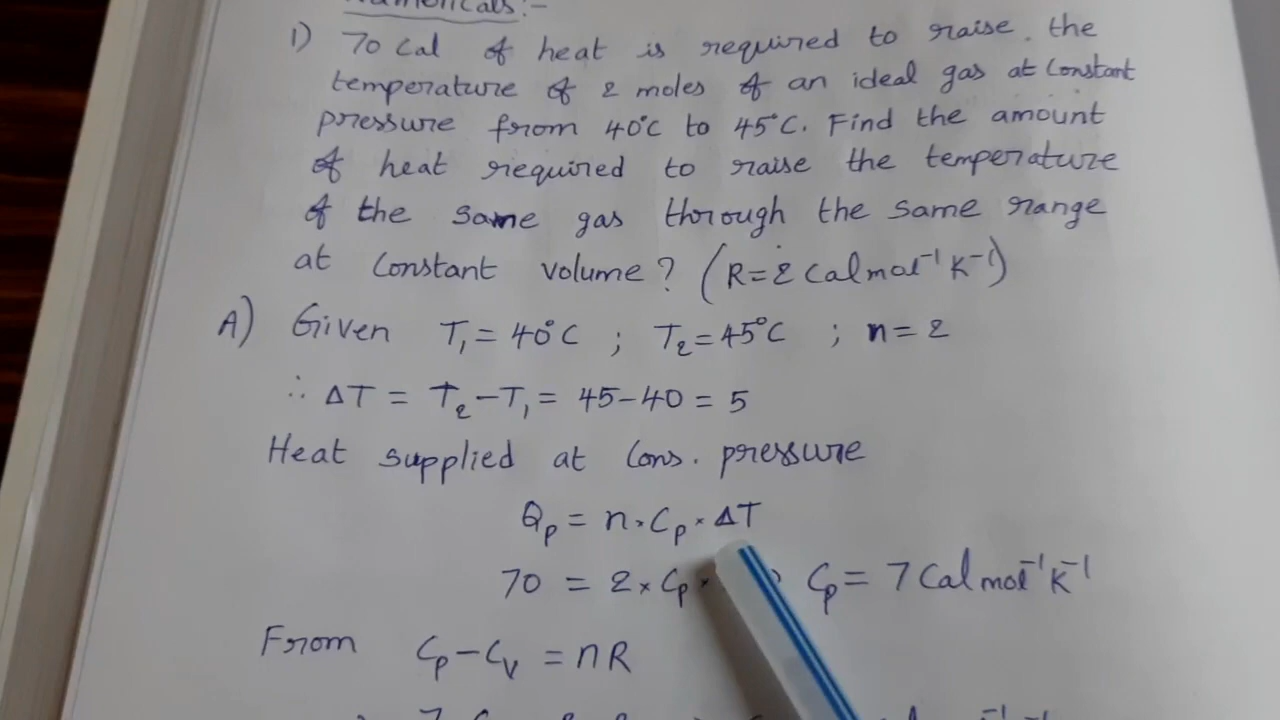 Numericals:-
1) 70 Cal of heat is required to raise the
temperature of 2 moles of an ideal gas at Constant
pressure from 40°C to 45°C. Find the amount
of heat required to raise the temperature
of the same gas through the same range
at Constant volume? (R=2 Cal mol⁻¹ K⁻¹)
A) Given T₁ = 40°C ; T₂ = 45°C ; n = 2
∴ ΔT = T₂ - T₁ = 45-40 = 5
Heat supplied at Cons. pressure
Qₚ = n.Cₚ × ΔT
70 = 2 × Cₚ × Cₚ = 7 Cal mol⁻¹ K⁻¹
From Cₚ - Cᵥ = nR